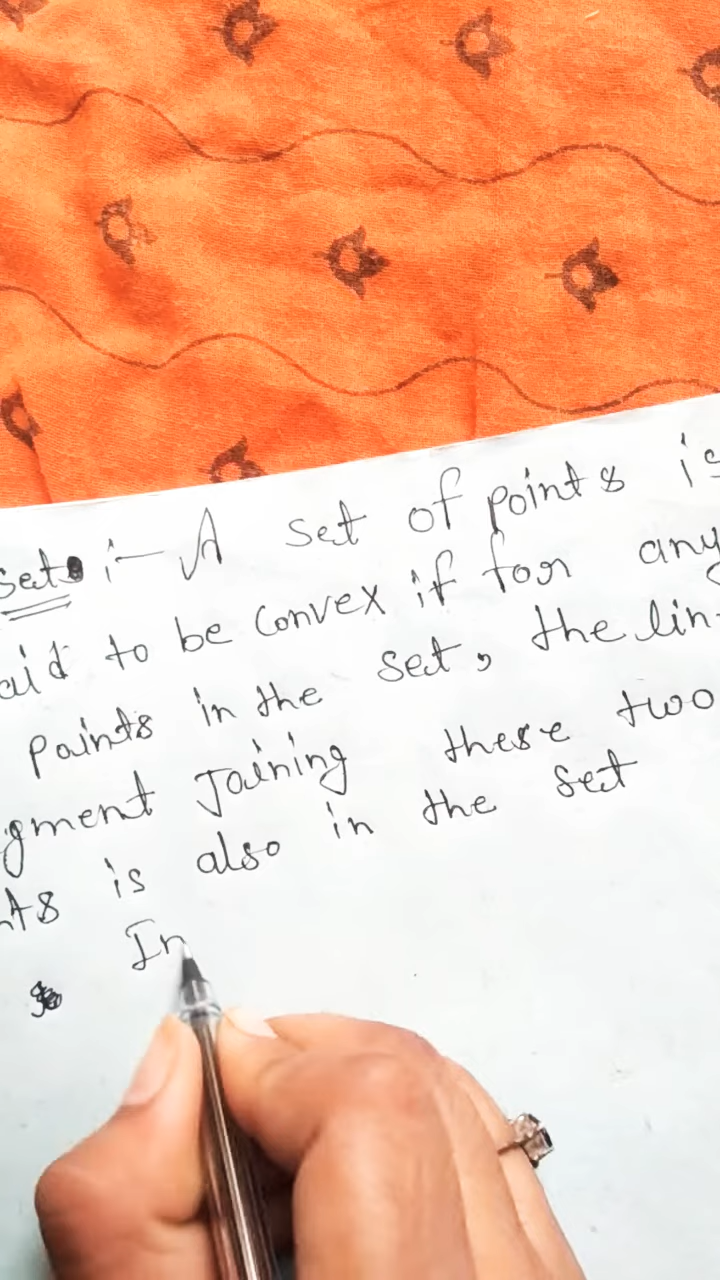 set :- A set of points is
aid to be convex if for any
points in the set, the lin-
gment joining these two
nts is also in the set
In